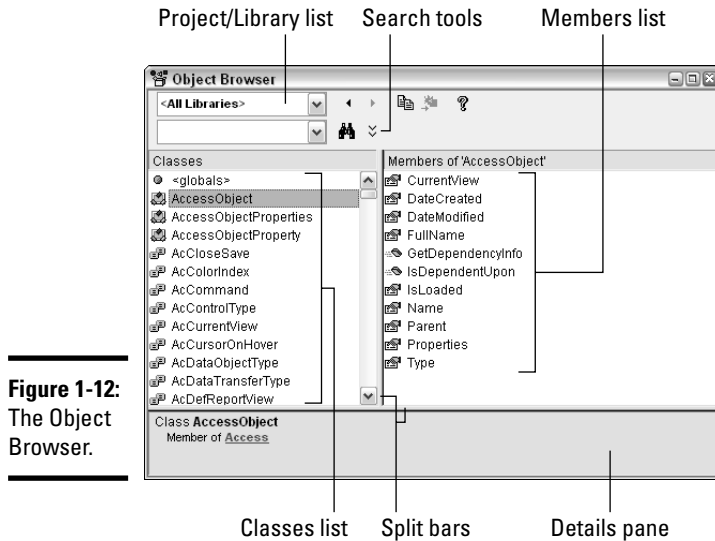 Project/Library list Search tools Members list
Object Browser
<All Libraries>
Classes
<globals>
AccessObject
AccessObjectProperties
AccessObjectProperty
AcCloseSave
AcColorIndex
AcCommand
AcControlType
AcCurrentView
AcCursorOnHover
AcDataObjectType
AcDataTransferType
AcDefReportView
Members of 'AccessObject'
CurrentView
DateCreated
DateModified
FullName
GetDependencyInfo
IsDependentUpon
IsLoaded
Name
Parent
Properties
Type
Class AccessObject
Member of Access
Figure 1-12:
The Object
Browser.
Classes list Split bars Details pane